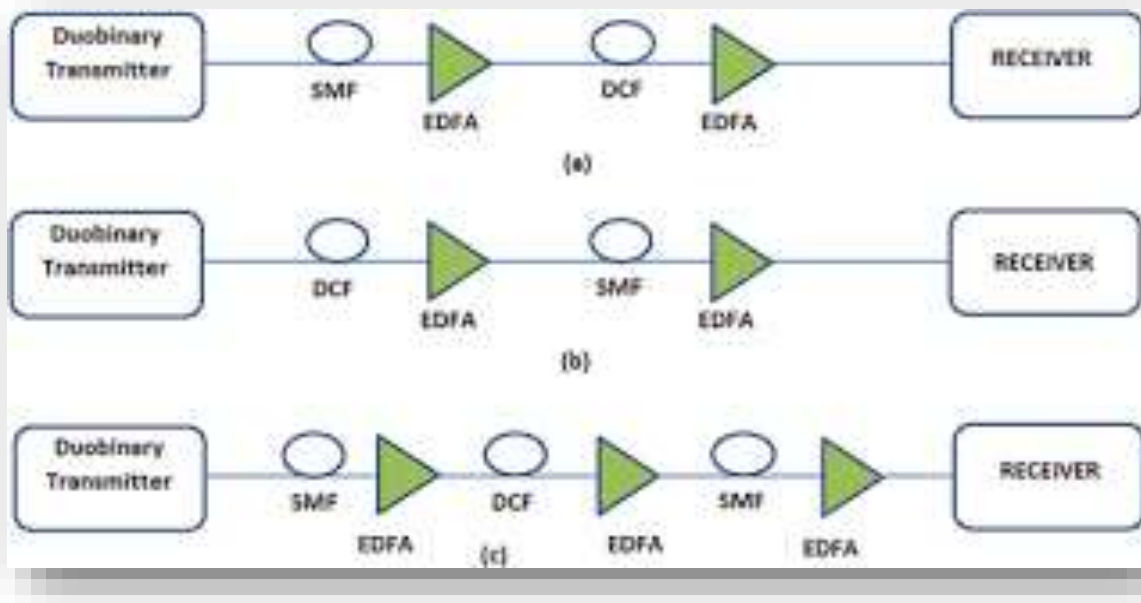 Duobinary
Transmitter
SMF
EDFA
DCF
EDFA
RECEIVER
(a)
Duobinary
Transmitter
DCF
EDFA
SMF
EDFA
RECEIVER
(b)
Duobinary
Transmitter
SMF
EDFA
DCF
EDFA
SMF
EDFA
RECEIVER
(c)